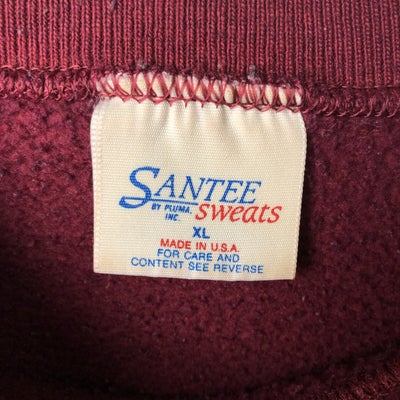 SANTEE
BY PLUMA, INC. sweats
XL
MADE IN U.S.A.
FOR CARE AND
CONTENT SEE REVERSE